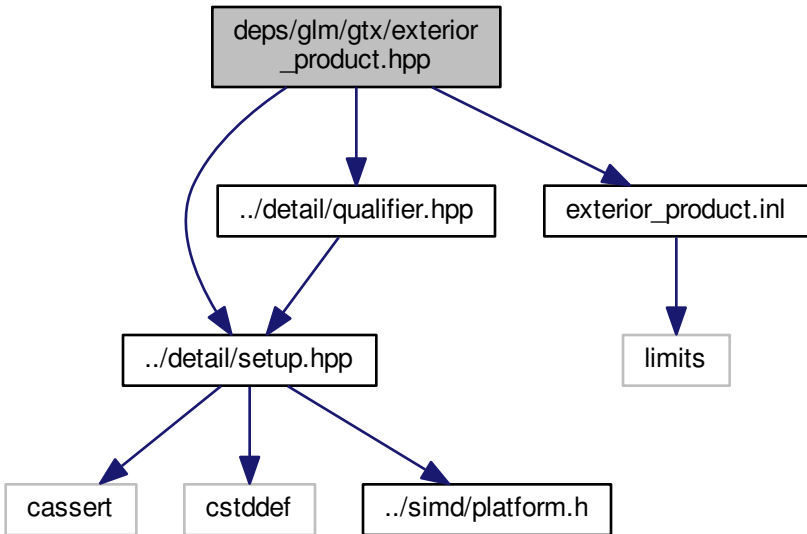 deps/glm/gtx/exterior
_product.hpp
../detail/qualifier.hpp
exterior_product.inl
../detail/setup.hpp
limits
cassert
cstddef
../simd/platform.h